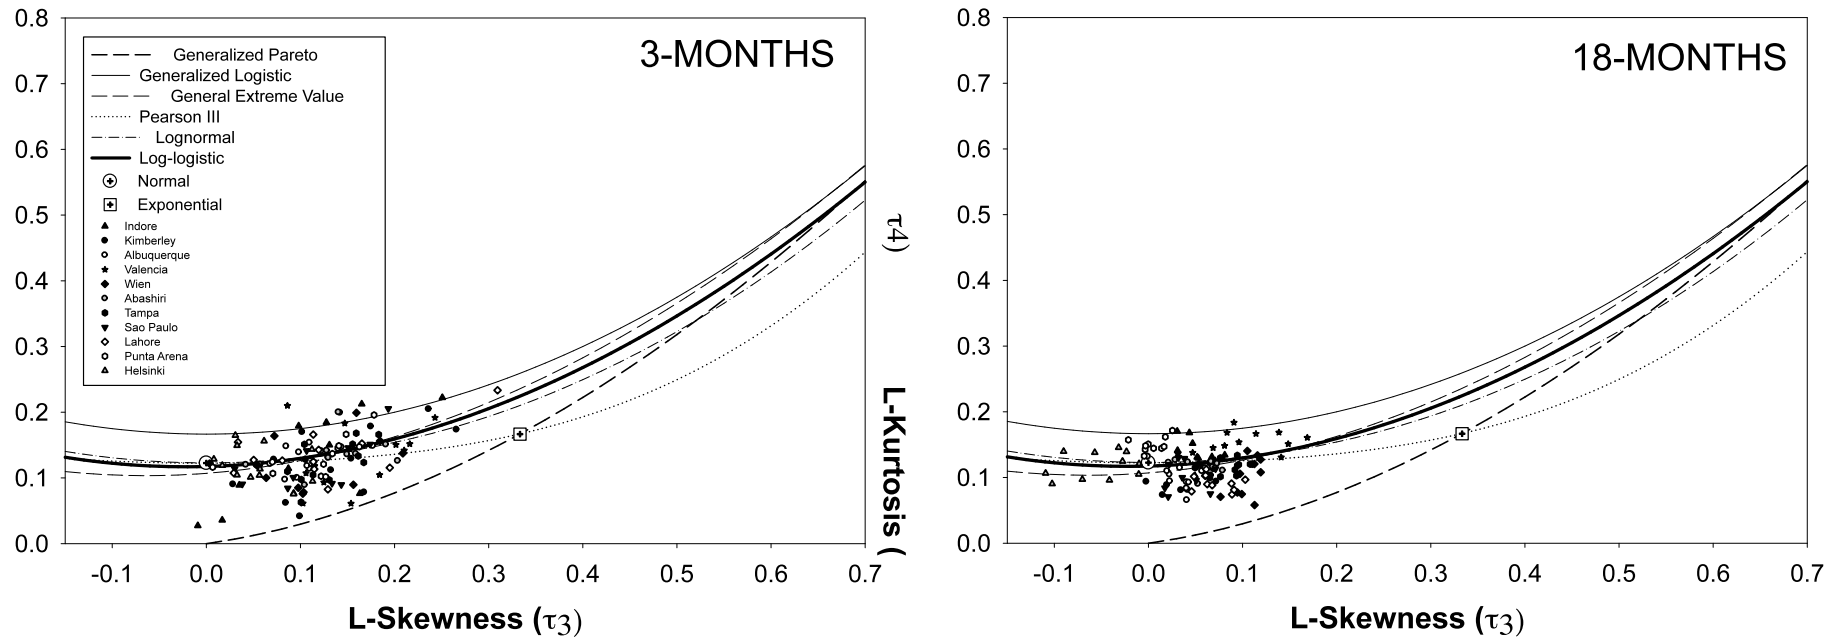 3-MONTHS
0.8
0.7
0.6
0.5
0.4
0.3
0.2
0.1
0.0
Generalized Pareto
Generalized Logistic
General Extreme Value
Pearson III
Lognormal
Log-logistic
Normal
Exponential
Indore
Kimberley
Albuquerque
Valencia
Wien
Abashiri
Tampa
Sao Paulo
Lahore
Punta Arena
Helsinki
-0.1 0.0 0.1 0.2 0.3 0.4 0.5 0.6 0.7
L-Skewness (τ3)
L-Kurtosis (
τ4)
18-MONTHS
0.8
0.7
0.6
0.5
0.4
0.3
0.2
0.1
0.0
-0.1 0.0 0.1 0.2 0.3 0.4 0.5 0.6 0.7
L-Skewness (τ3)